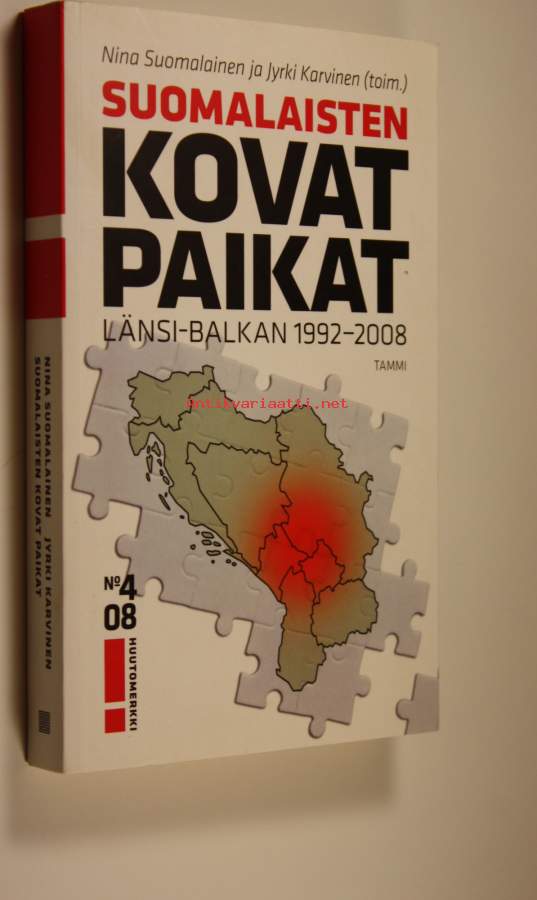 Nina Suomalainen ja Jyrki Karvinen (toim.)
SUOMALAISTEN
KOVAT
PAIKAT
LÄNSI-BALKAN 1992–2008
TAMMI
antikvariaatti.net
Nº4
08
HUUTOMERKKI
NINA SUOMALAINEN JYRKI KARVINEN
SUOMALAISTEN KOVAT PAIKAT